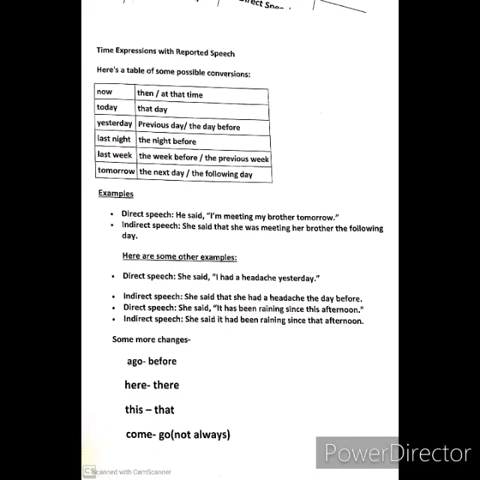 Time Expressions with Reported Speech
Here's a table of some possible conversions:
now then / at that time
today that day
yesterday Previous day/ the day before
last night the night before
last week the week before / the previous week
tomorrow the next day / the following day
Examples
• Direct speech: He said, "I'm meeting my brother tomorrow."
• Indirect speech: She said that she was meeting her brother the following
day.
Here are some other examples:
• Direct speech: She said, "I had a headache yesterday."
• Indirect speech: She said that she had a headache the day before.
• Direct speech: She said, "It has been raining since this afternoon."
• Indirect speech: She said it had been raining since that afternoon.
Some more changes-
ago- before
here- there
this – that
come- go(not always)
PowerDirector
CS Scanned with CamScanner